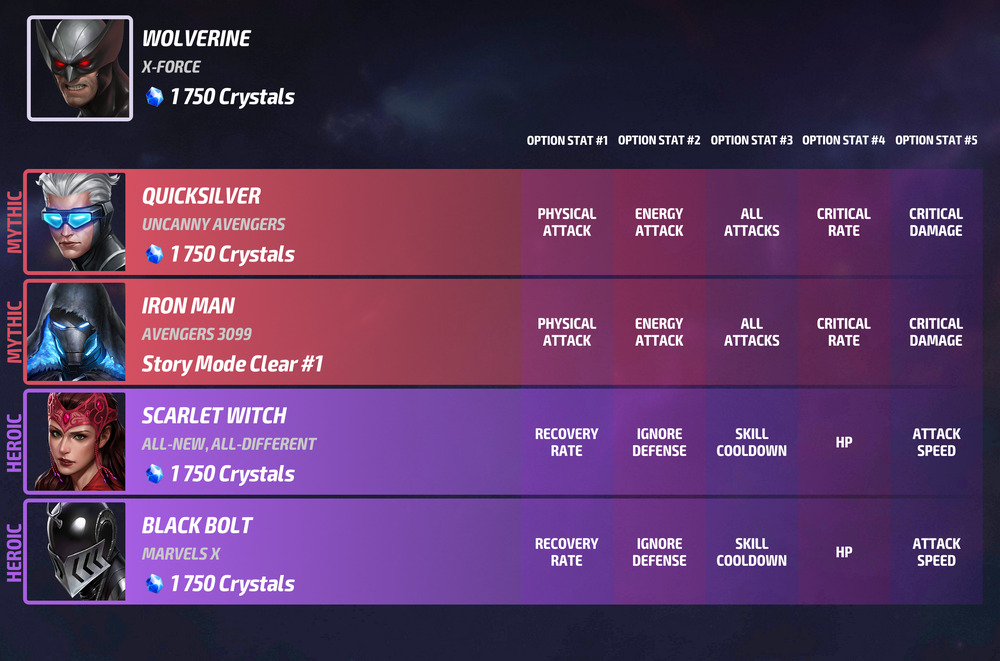 WOLVERINE
X-FORCE
1 750 Crystals
OPTION STAT #1 OPTION STAT #2 OPTION STAT #3 OPTION STAT #4 OPTION STAT #5
MYTHIC
QUICKSILVER
UNCANNY AVENGERS
1 750 Crystals
PHYSICAL ATTACK
ENERGY ATTACK
ALL ATTACKS
CRITICAL RATE
CRITICAL DAMAGE
MYTHIC
IRON MAN
AVENGERS 3099
Story Mode Clear #1
PHYSICAL ATTACK
ENERGY ATTACK
ALL ATTACKS
CRITICAL RATE
CRITICAL DAMAGE
HEROIC
SCARLET WITCH
ALL-NEW, ALL-DIFFERENT
1 750 Crystals
RECOVERY RATE
IGNORE DEFENSE
SKILL COOLDOWN
HP
ATTACK SPEED
HEROIC
BLACK BOLT
MARVELS X
1 750 Crystals
RECOVERY RATE
IGNORE DEFENSE
SKILL COOLDOWN
HP
ATTACK SPEED